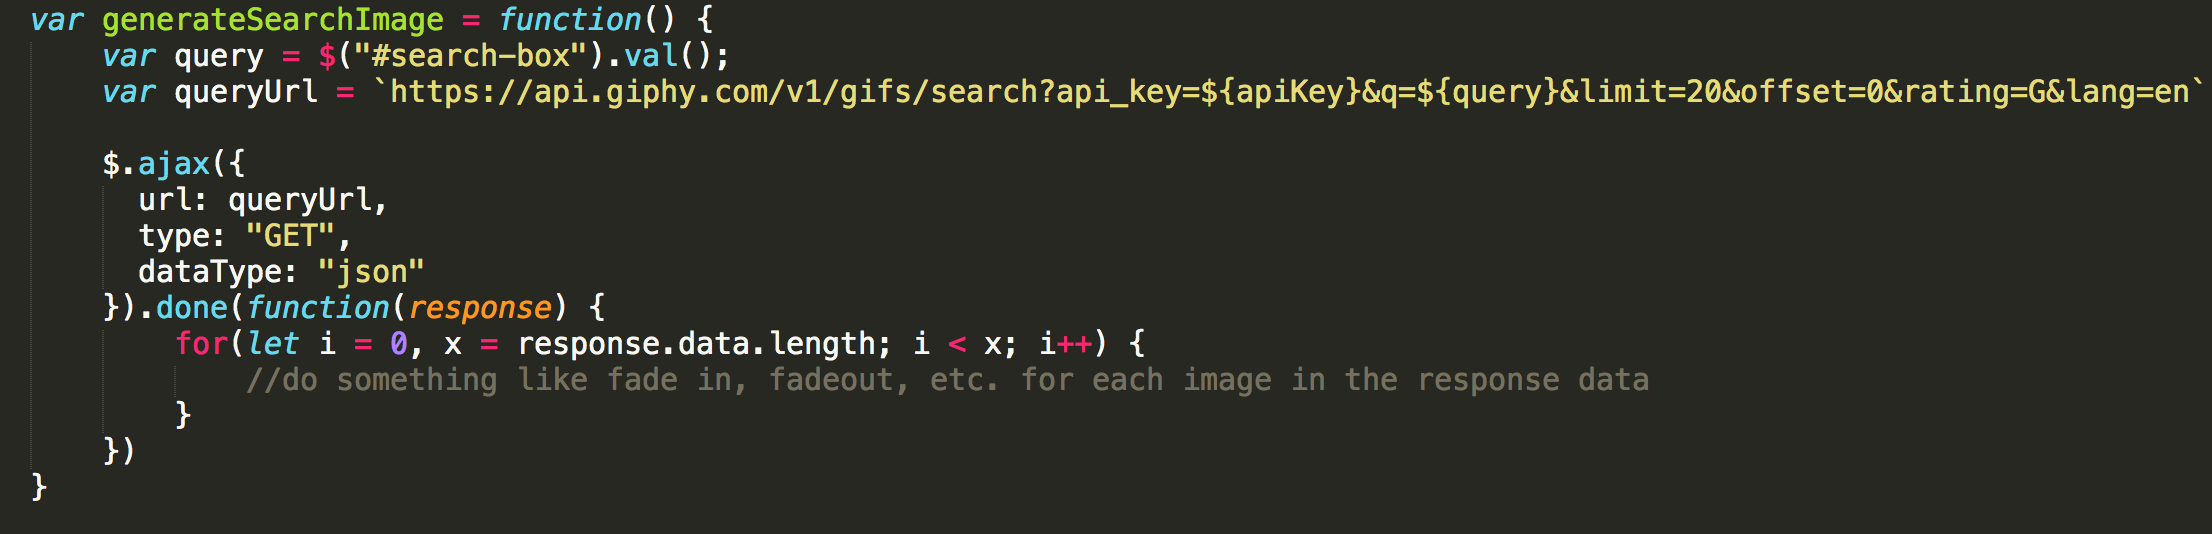 var generateSearchImage = function() {
var query = $("#search-box").val();
var queryUrl = `https://api.giphy.com/v1/gifs/search?api_key=${apiKey}&q=${query}&limit=20&offset=0&rating=G&lang=en`
$.ajax({
url: queryUrl,
type: "GET",
dataType: "json"
}).done(function(response) {
for(let i = 0, x = response.data.length; i < x; i++) {
//do something like fade in, fadeout, etc. for each image in the response data
}
})
}